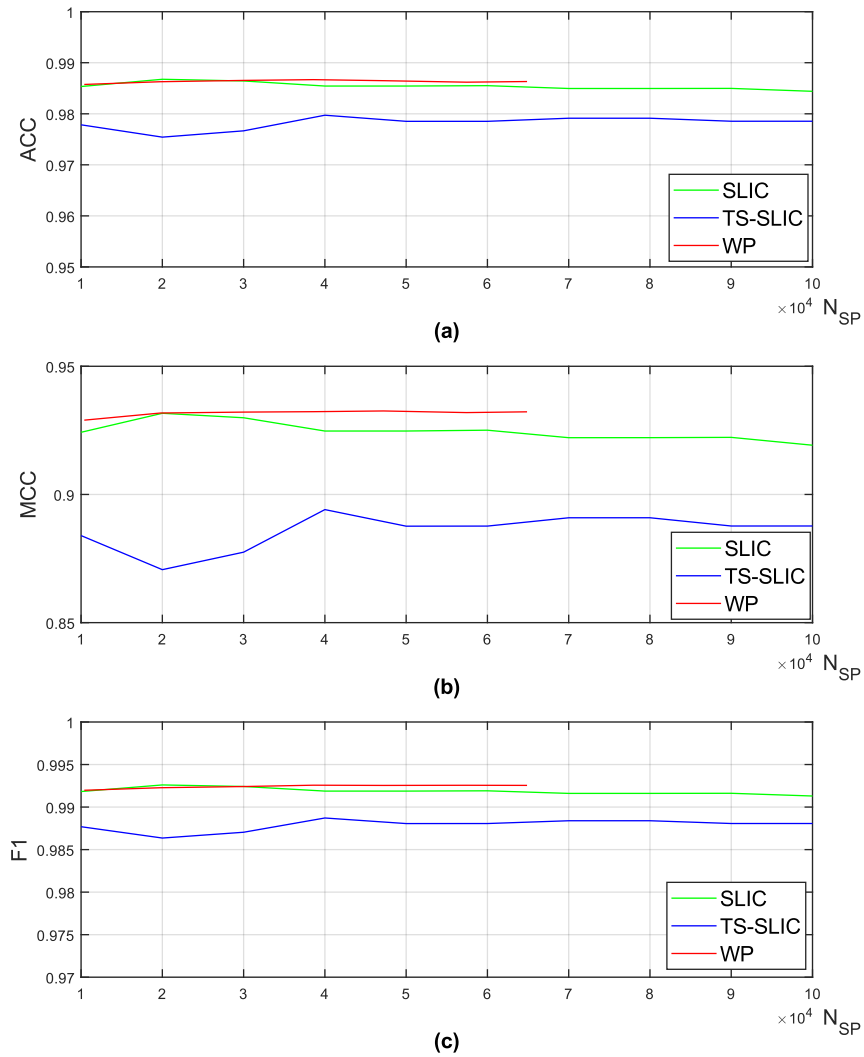 1
0.99
0.98
0.97
0.96
0.95
ACC
SLIC
TS-SLIC
WP
1 2 3 4 5 6 7 8 9 10
×10⁴ N_SP
(a)
0.95
0.9
0.85
MCC
SLIC
TS-SLIC
WP
1 2 3 4 5 6 7 8 9 10
×10⁴ N_SP
(b)
1
0.995
0.99
0.985
0.98
0.975
0.97
F1
SLIC
TS-SLIC
WP
1 2 3 4 5 6 7 8 9 10
×10⁴ N_SP
(c)